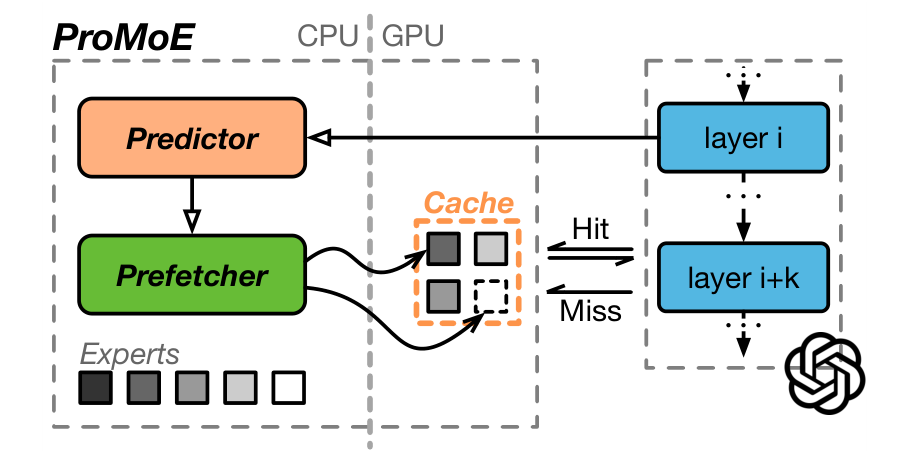 ProMoE
CPU GPU
Predictor
layer i
Cache
Hit
Prefetcher
layer i+k
Miss
Experts